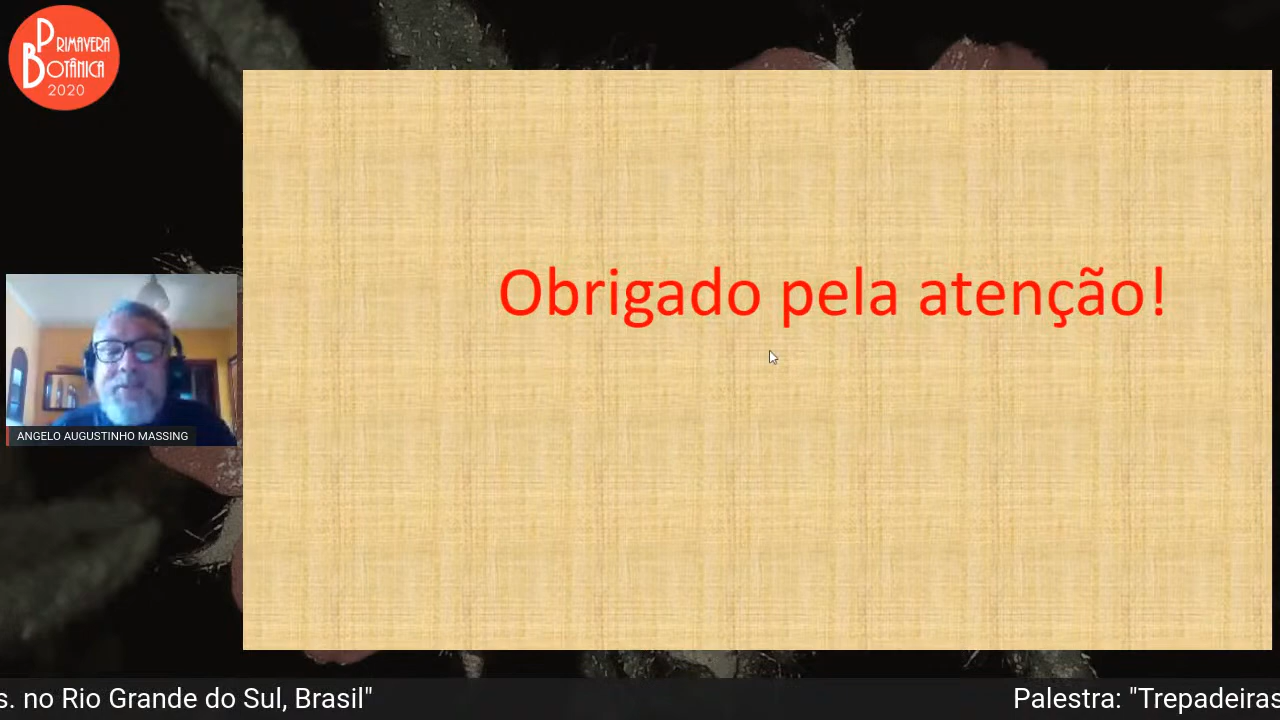 PRIMAVERA
BOTÂNICA
2020
Obrigado pela atenção!
ANGELO AUGUSTINHO MASSING
s. no Rio Grande do Sul, Brasil"
Palestra: "Trepadeiras